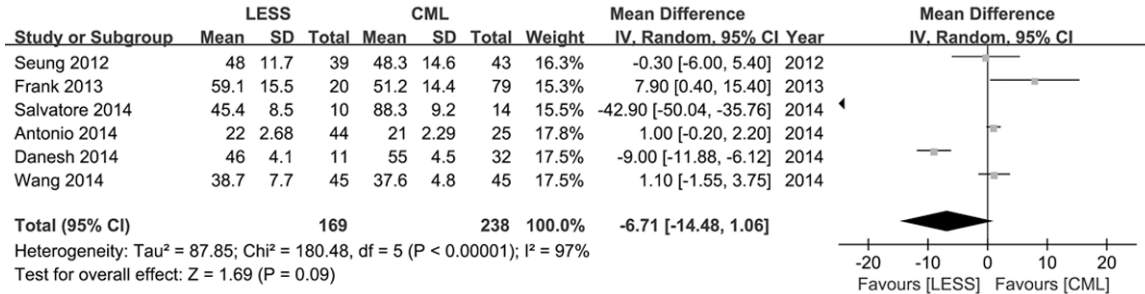 LESS CML Mean Difference Mean Difference
Study or Subgroup Mean SD Total Mean SD Total Weight IV, Random, 95% CI Year IV, Random, 95% CI
Seung 2012 48 11.7 39 48.3 14.6 43 16.3% -0.30 [-6.00, 5.40] 2012
Frank 2013 59.1 15.5 20 51.2 14.4 79 15.3% 7.90 [0.40, 15.40] 2013
Salvatore 2014 45.4 8.5 10 88.3 9.2 14 15.5% -42.90 [-50.04, -35.76] 2014
Antonio 2014 22 2.68 44 21 2.29 25 17.8% 1.00 [-0.20, 2.20] 2014
Danesh 2014 46 4.1 11 55 4.5 32 17.5% -9.00 [-11.88, -6.12] 2014
Wang 2014 38.7 7.7 45 37.6 4.8 45 17.5% 1.10 [-1.55, 3.75] 2014
Total (95% CI) 169 238 100.0% -6.71 [-14.48, 1.06]
Heterogeneity: Tau² = 87.85; Chi² = 180.48, df = 5 (P < 0.00001); I² = 97%
Test for overall effect: Z = 1.69 (P = 0.09)
-20 -10 0 10 20
Favours [LESS] Favours [CML]